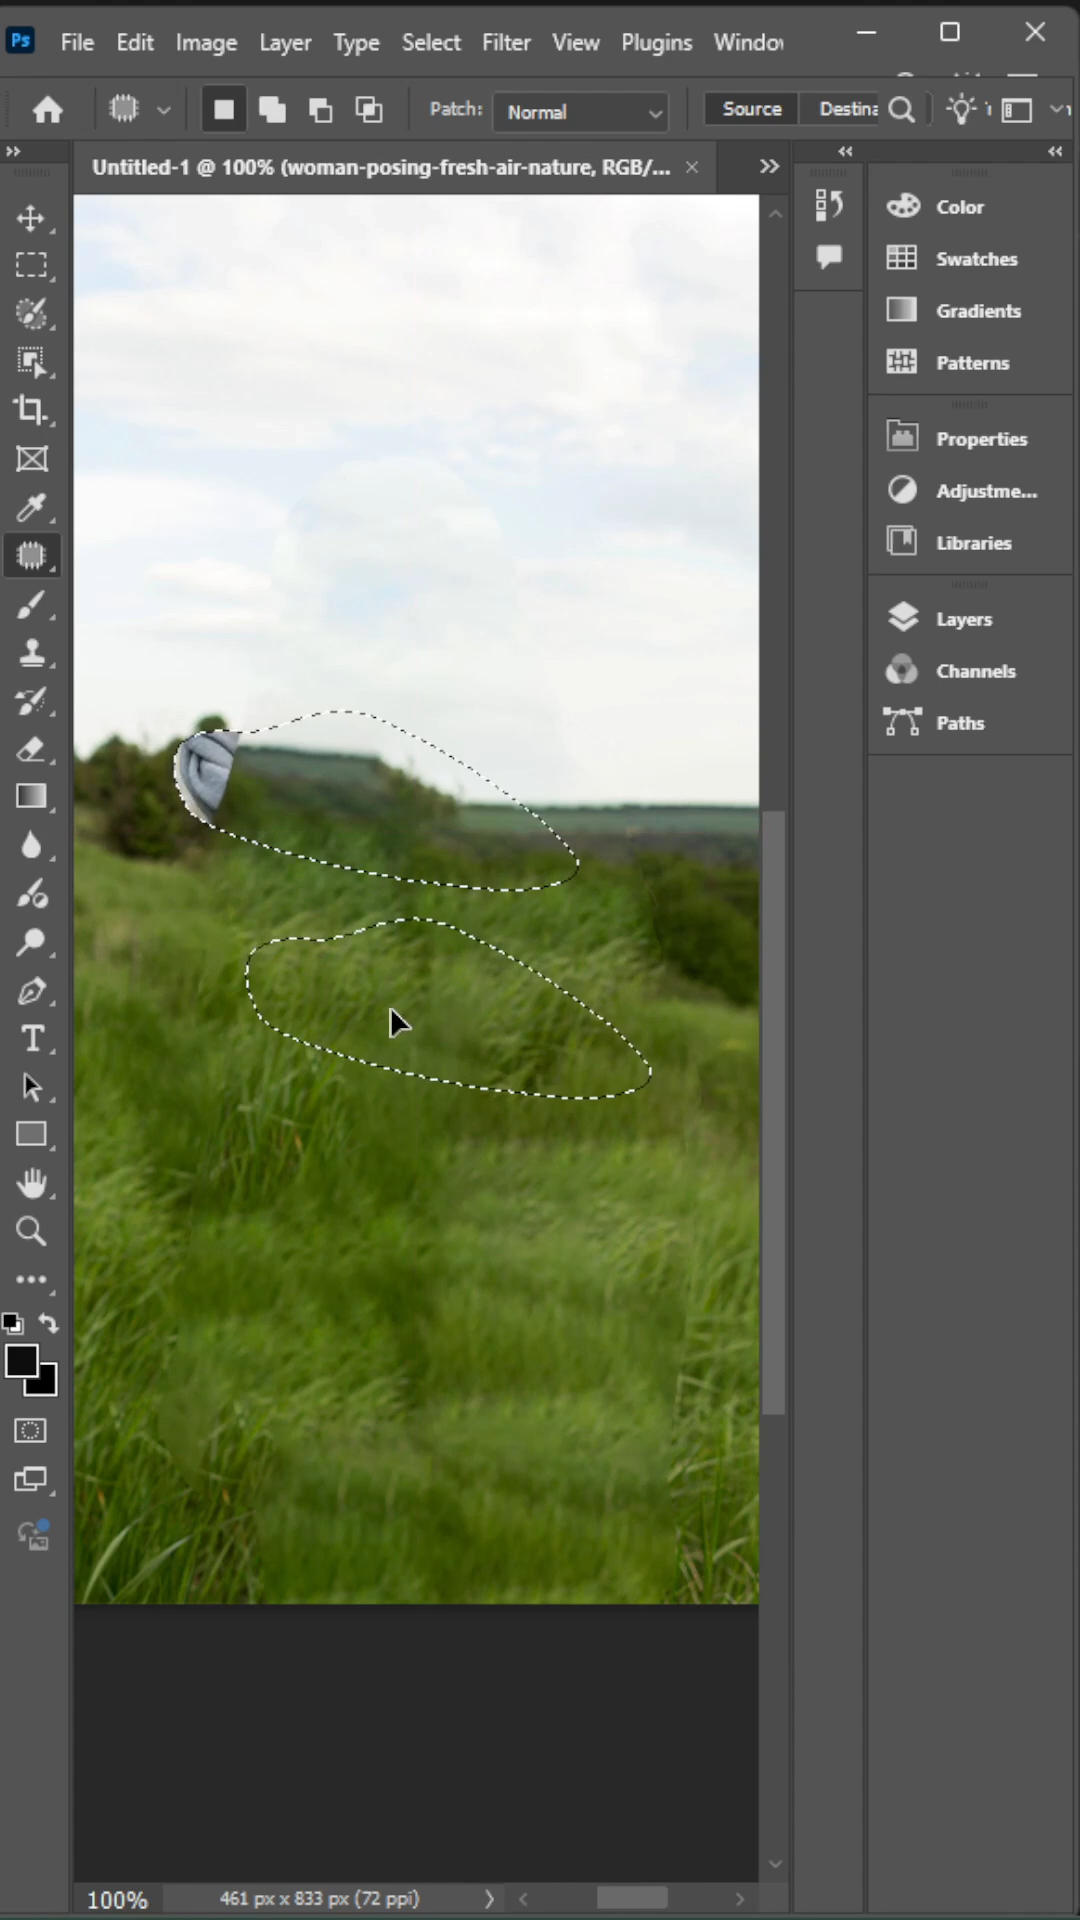 Ps File Edit Image Layer Type Select Filter View Plugins Window
Patch: Normal Source Destina
Untitled-1 @ 100% (woman-posing-fresh-air-nature, RGB/...
Color
Swatches
Gradients
Patterns
Properties
Adjustme...
Libraries
Layers
Channels
Paths
T
100% 461 px x 833 px (72 ppi)